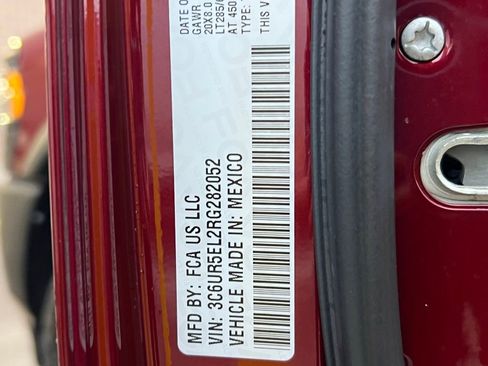 DATE O
GAWR
20X8.0
LT285/
AT 450
TYPE:
THIS V
MFD BY: FCA US LLC
VIN: 3C6UR5EL2RG282052
VEHICLE MADE IN: MEXICO